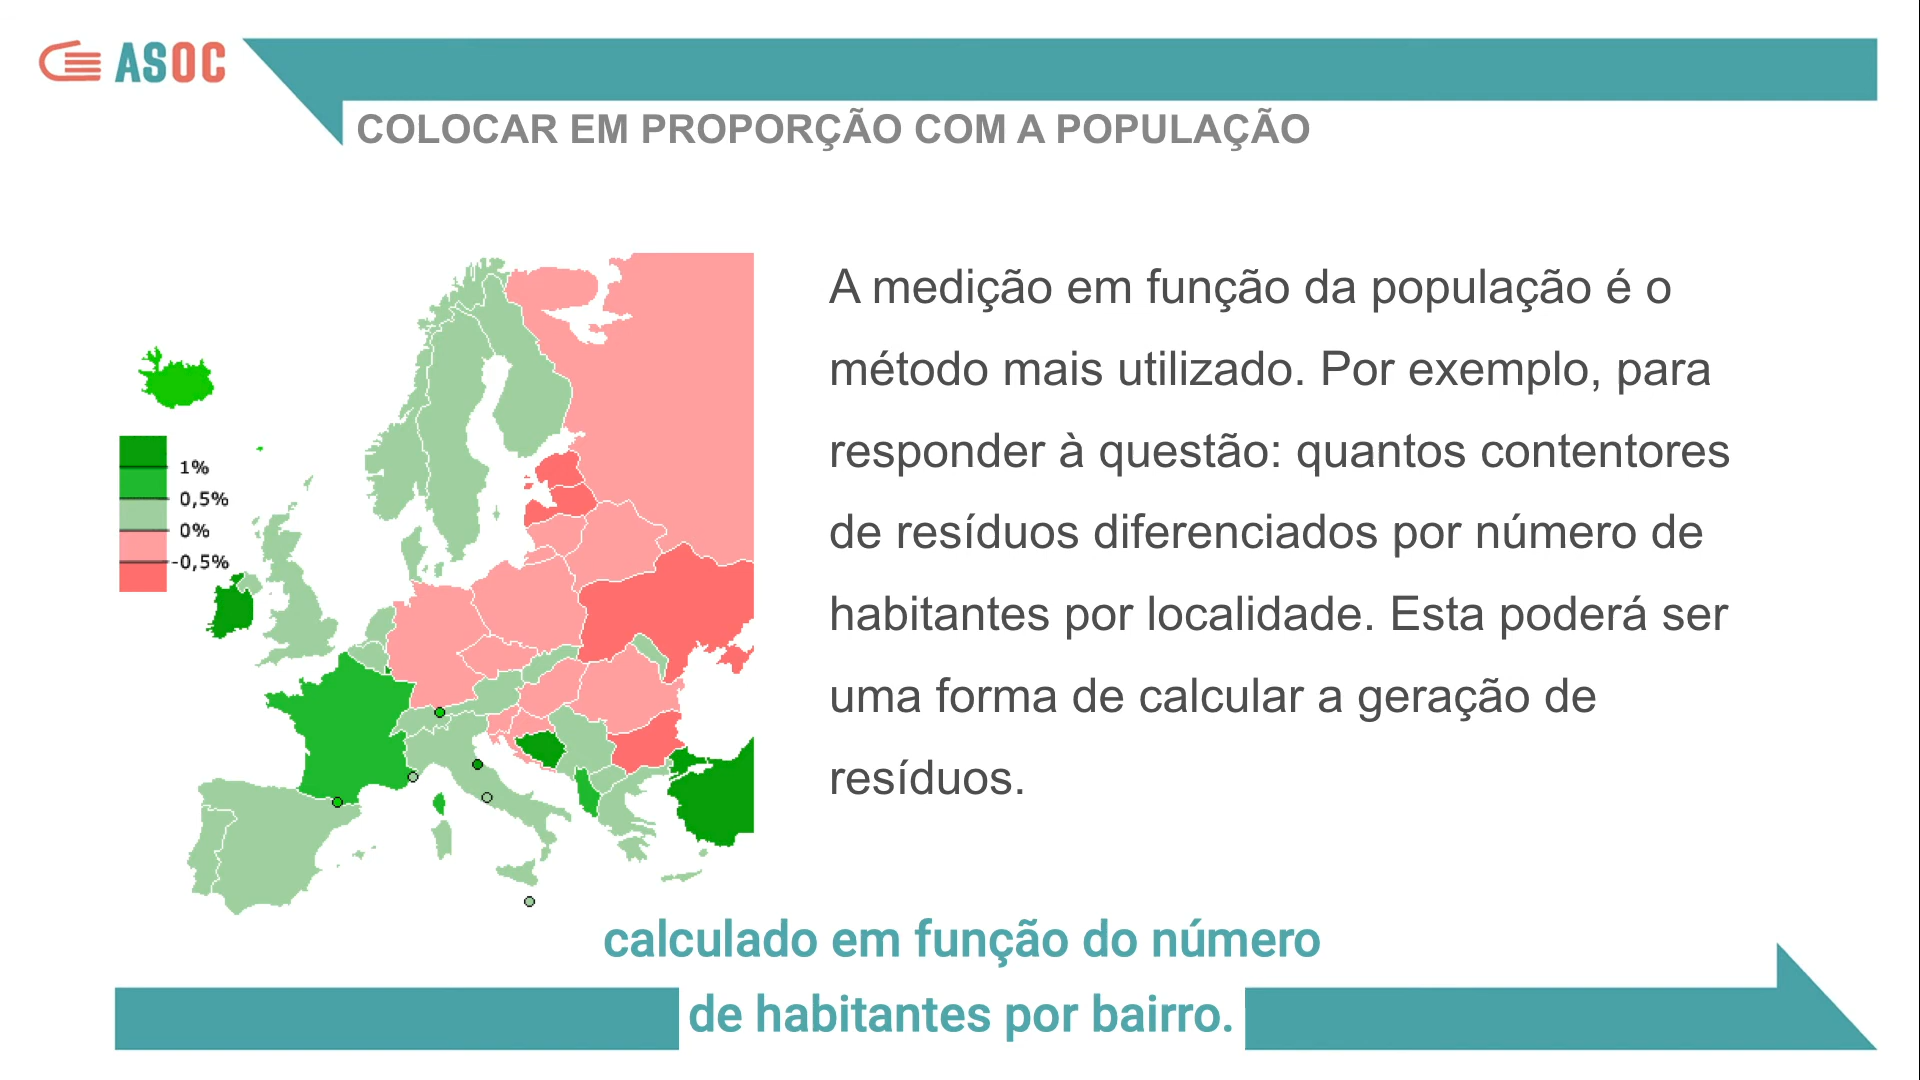 ASOC
COLOCAR EM PROPORÇÃO COM A POPULAÇÃO
1%
0,5%
0%
-0,5%
A medição em função da população é o
método mais utilizado. Por exemplo, para
responder à questão: quantos contentores
de resíduos diferenciados por número de
habitantes por localidade. Esta poderá ser
uma forma de calcular a geração de
resíduos.
calculado em função do número
de habitantes por bairro.